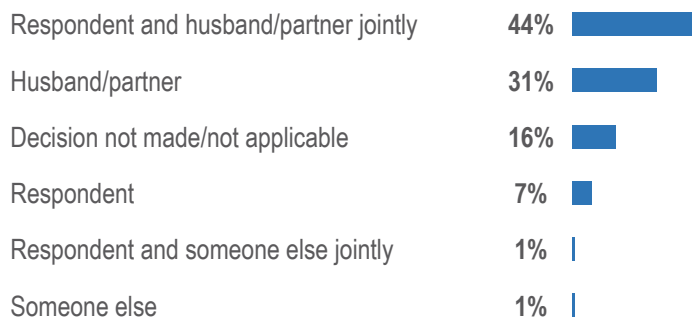 Respondent and husband/partner jointly 44%
Husband/partner 31%
Decision not made/not applicable 16%
Respondent 7%
Respondent and someone else jointly 1%
Someone else 1%